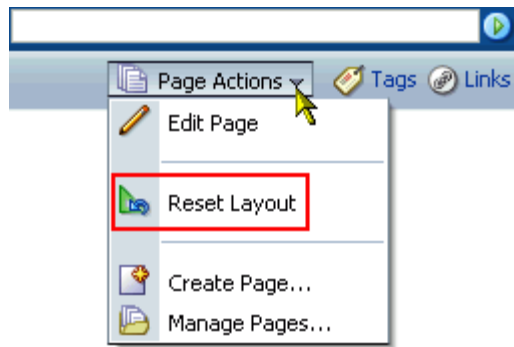 Page Actions Tags Links
Edit Page
Reset Layout
Create Page...
Manage Pages...